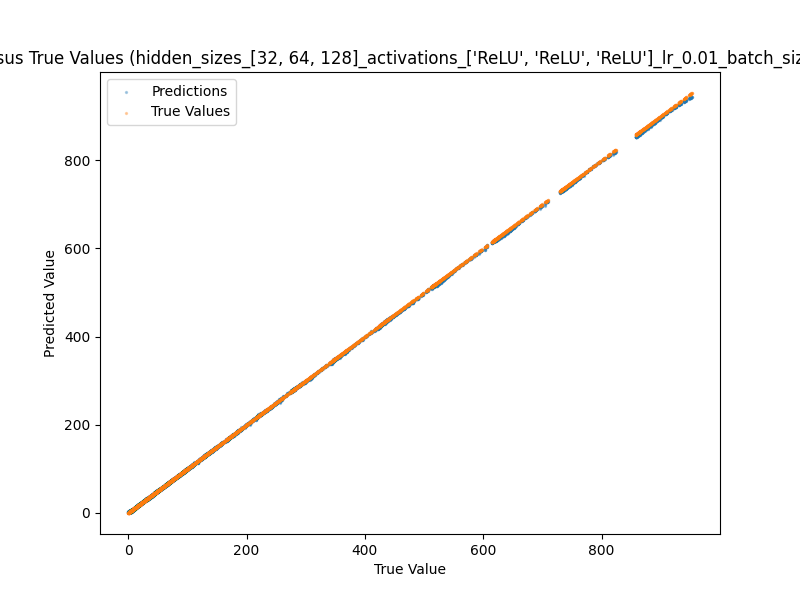 sus True Values (hidden_sizes_[32, 64, 128]_activations_['ReLU', 'ReLU', 'ReLU']_lr_0.01_batch_siz
Predictions
True Values
800
600
400
200
0
Predicted Value
0 200 400 600 800
True Value